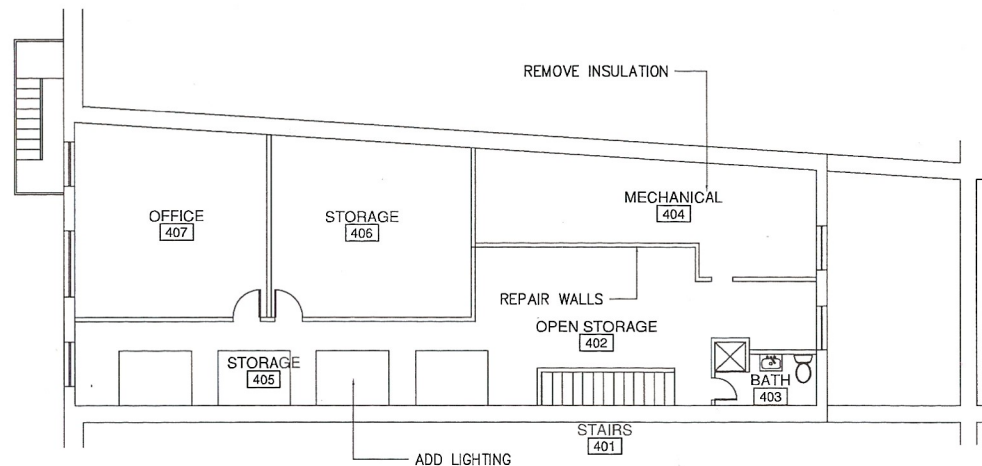 REMOVE INSULATION
MECHANICAL
404
OFFICE
407
STORAGE
406
REPAIR WALLS
OPEN STORAGE
402
STORAGE
405
BATH
403
STAIRS
401
ADD LIGHTING